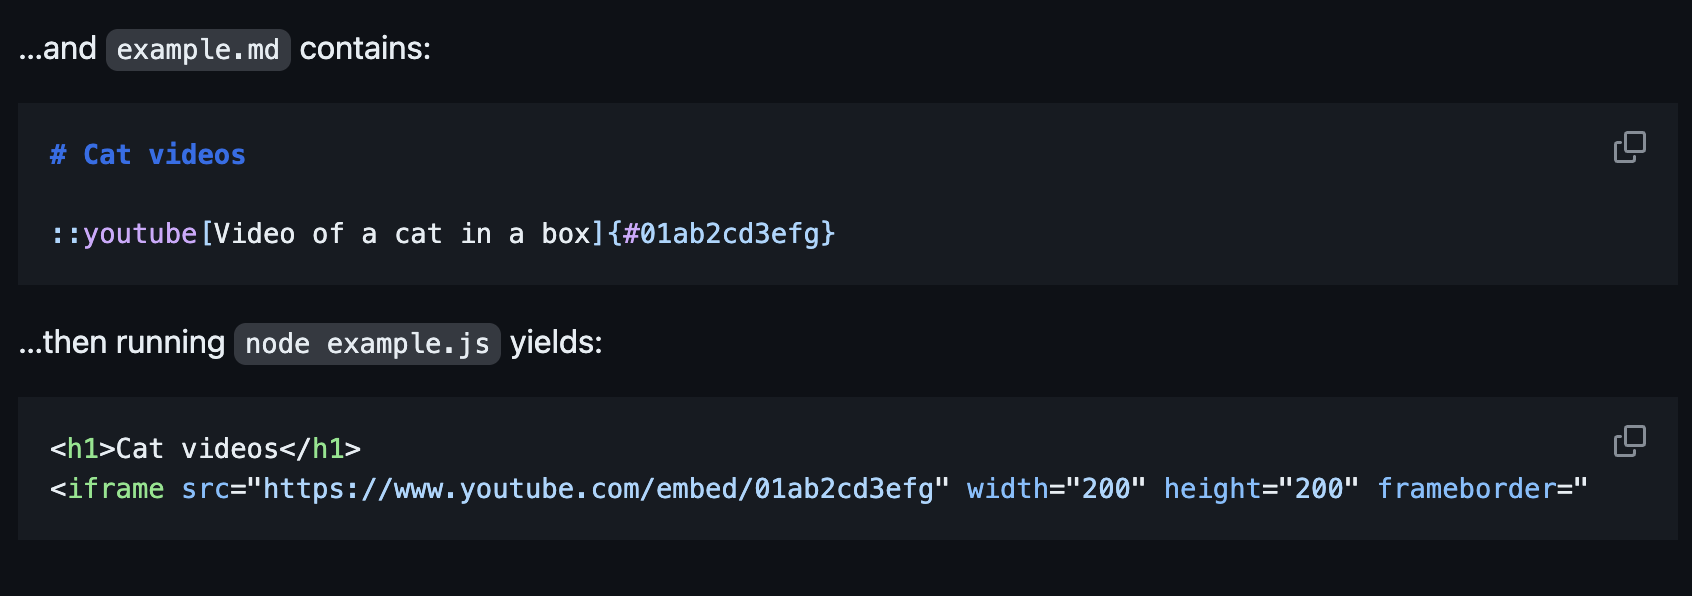 ...and example.md contains:
# Cat videos
::youtube[Video of a cat in a box]{#01ab2cd3efg}
...then running node example.js yields:
<h1>Cat videos</h1>
<iframe src="https://www.youtube.com/embed/01ab2cd3efg" width="200" height="200" frameborder="